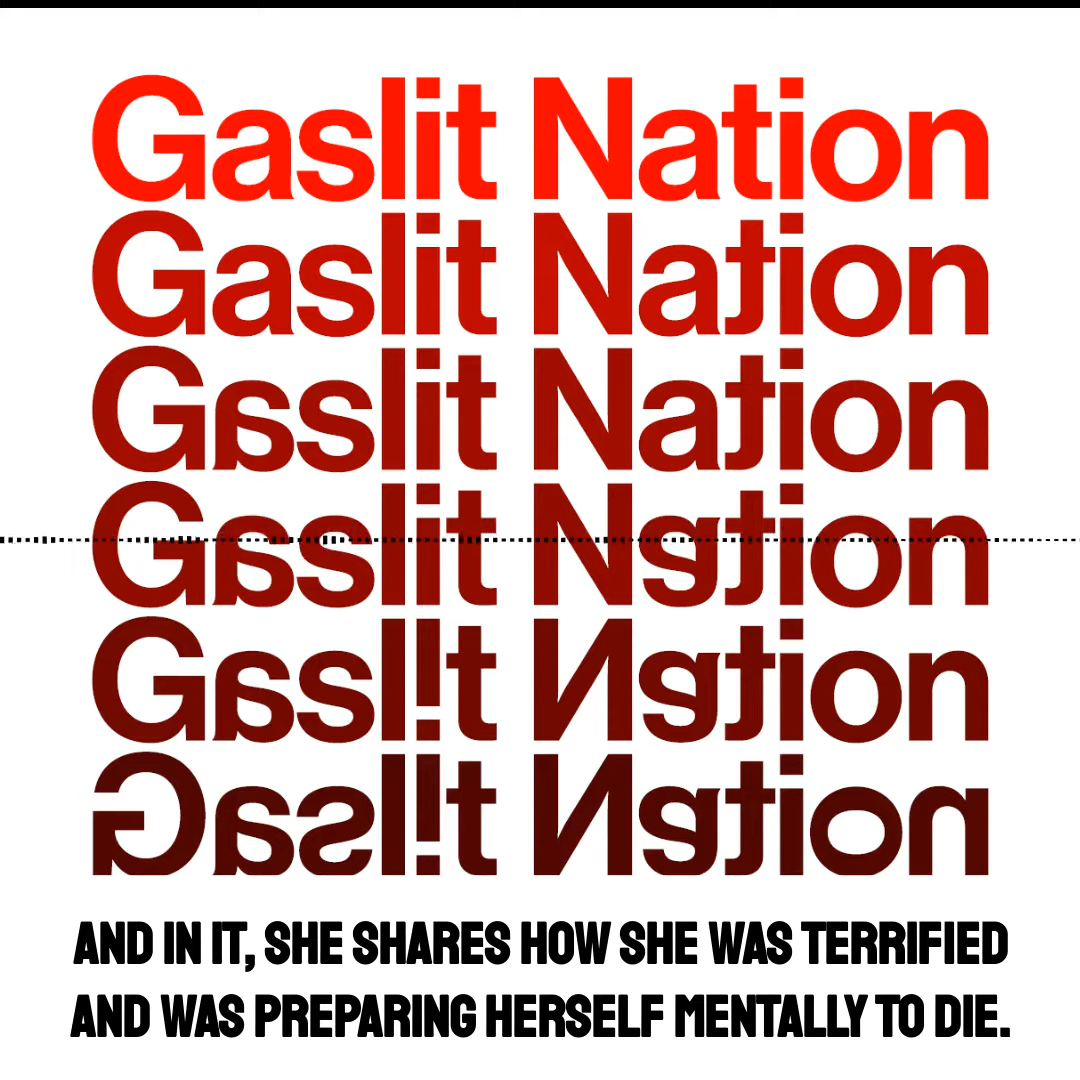 Gaslit Nation
Gaslit Nation
Gaslit Nation
Gaslit Nation
Gaslit Nation
Gaslit Nation
AND IN IT, SHE SHARES HOW SHE WAS TERRIFIED
AND WAS PREPARING HERSELF MENTALLY TO DIE.